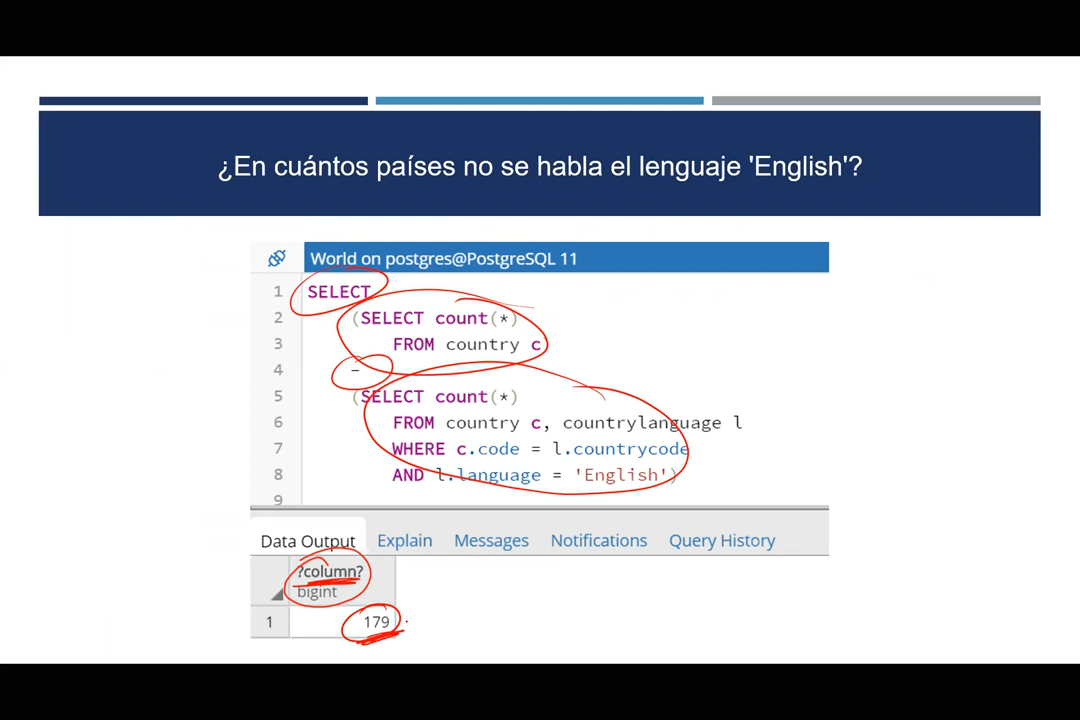 ¿En cuántos países no se habla el lenguaje 'English'?
World on postgres@PostgreSQL 11
1 SELECT
2 (SELECT count(*)
3 FROM country c
4 -
5 (SELECT count(*)
6 FROM country c, countrylanguage l
7 WHERE c.code = l.countrycode
8 AND l.language = 'English')
9
Data Output Explain Messages Notifications Query History
?column?
bigint
1 179